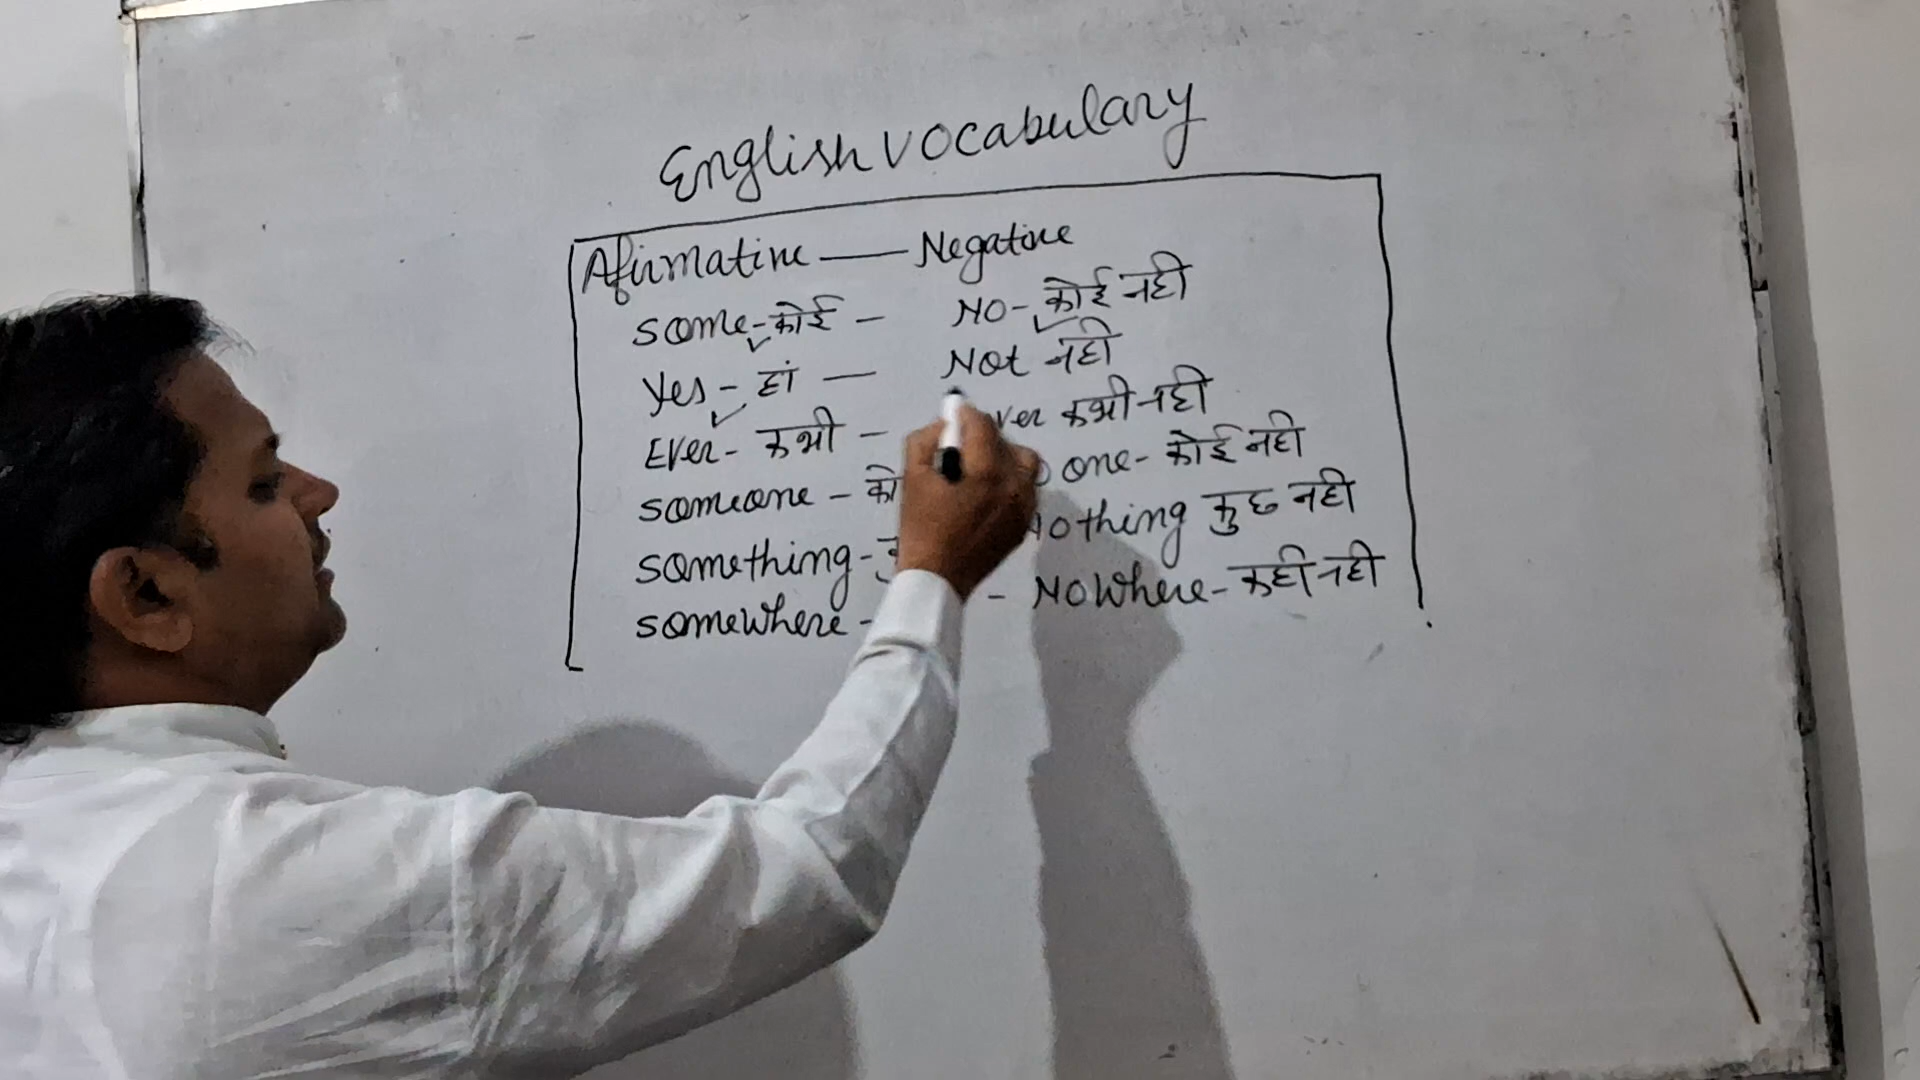 English vocabulary
Afirmative — Negative
some - कोई - No - कोई नही
Yes - हां — Not नही
Ever - कभी - ver कभी नही
someone - को one - कोई नही
something - Nothing कुछ नही
somewhere - - Nowhere - कही नही